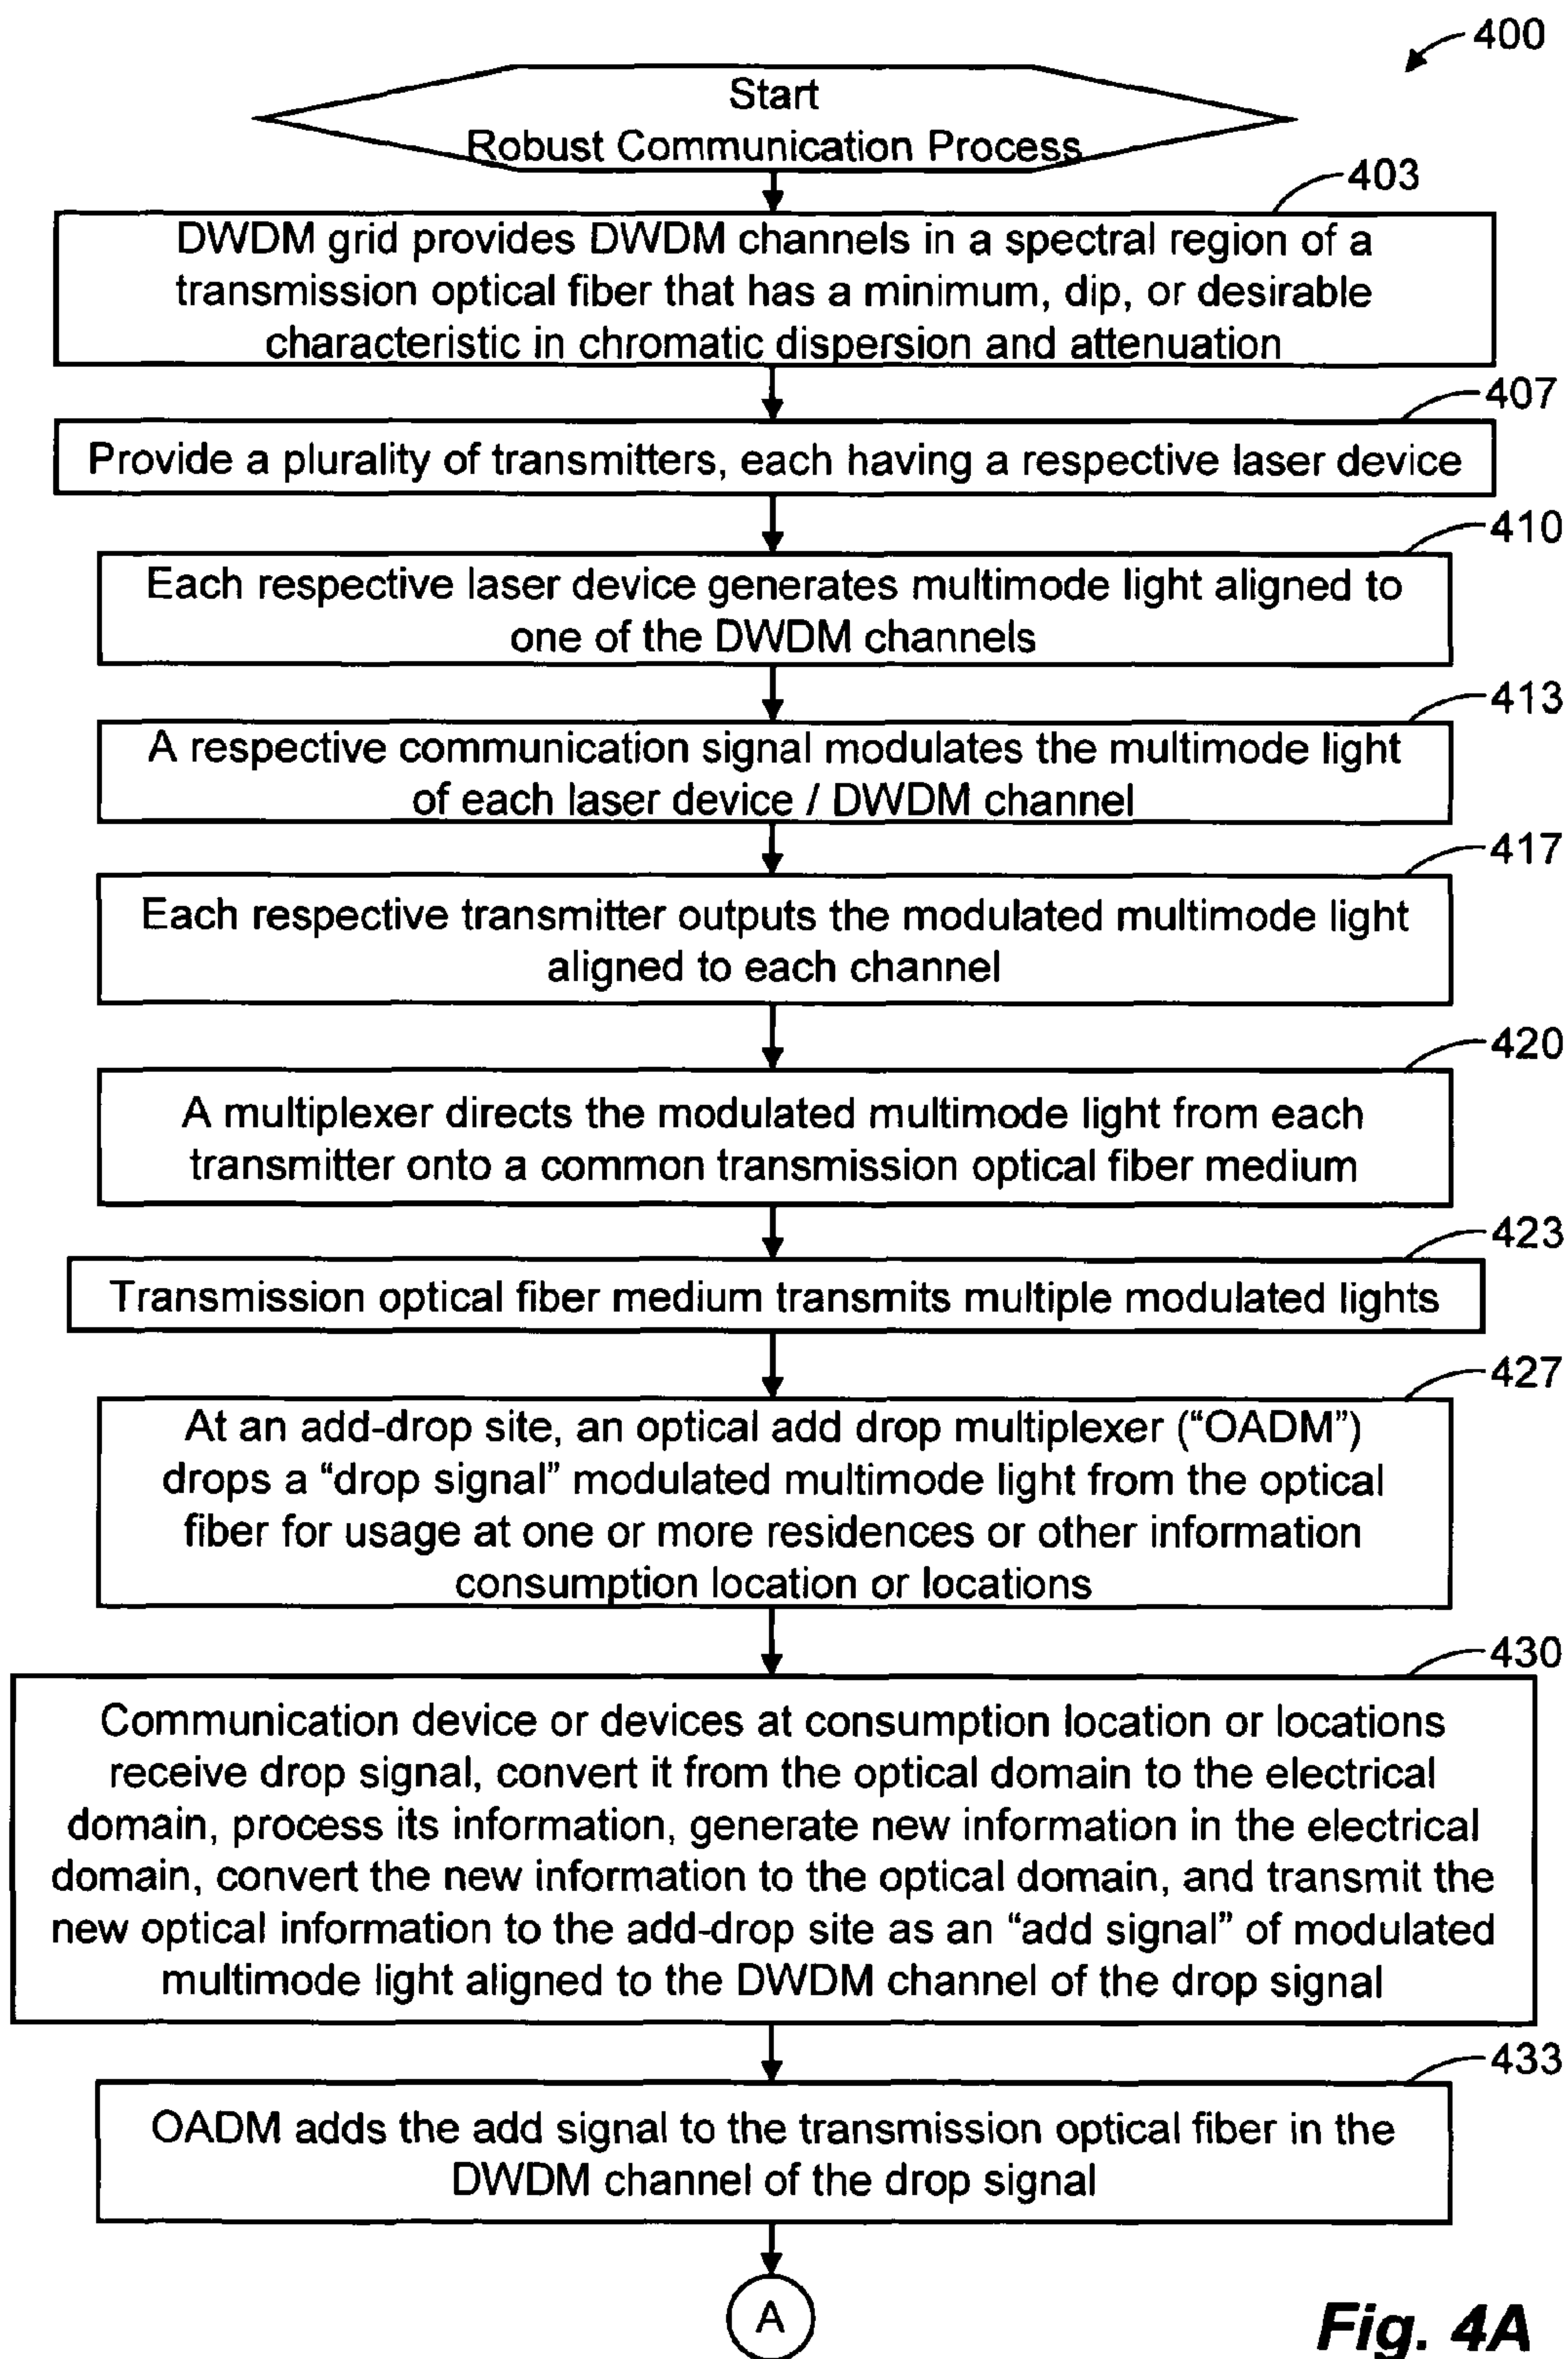 400
Start
Robust Communication Process
403
DWDM grid provides DWDM channels in a spectral region of a
transmission optical fiber that has a minimum, dip, or desirable
characteristic in chromatic dispersion and attenuation
407
Provide a plurality of transmitters, each having a respective laser device
410
Each respective laser device generates multimode light aligned to
one of the DWDM channels
413
A respective communication signal modulates the multimode light
of each laser device / DWDM channel
417
Each respective transmitter outputs the modulated multimode light
aligned to each channel
420
A multiplexer directs the modulated multimode light from each
transmitter onto a common transmission optical fiber medium
423
Transmission optical fiber medium transmits multiple modulated lights
427
At an add-drop site, an optical add drop multiplexer (“OADM”)
drops a “drop signal” modulated multimode light from the optical
fiber for usage at one or more residences or other information
consumption location or locations
430
Communication device or devices at consumption location or locations
receive drop signal, convert it from the optical domain to the electrical
domain, process its information, generate new information in the electrical
domain, convert the new information to the optical domain, and transmit the
new optical information to the add-drop site as an “add signal” of modulated
multimode light aligned to the DWDM channel of the drop signal
433
OADM adds the add signal to the transmission optical fiber in the
DWDM channel of the drop signal
A
Fig. 4A